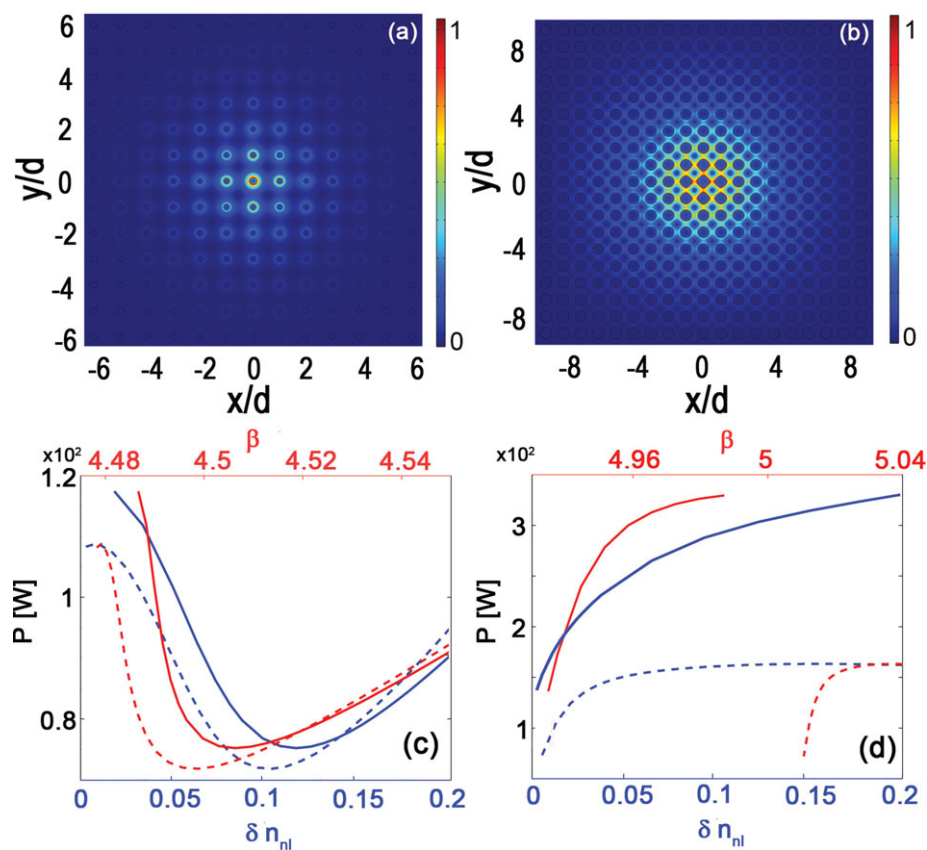 (a)
1
0
6
4
2
0
-2
-4
-6
y/d
-6 -4 -2 0 2 4 6
x/d
(b)
1
0
8
4
0
-4
-8
y/d
-8 -4 0 4 8
x/d
x10²
β
4.48 4.5 4.52 4.54
1.2
1
0.8
P [W]
(c)
0 0.05 0.1 0.15 0.2
δ n_nl
x10²
β
4.96 5 5.04
3
2
1
P [W]
(d)
0 0.05 0.1 0.15 0.2
δ n_nl